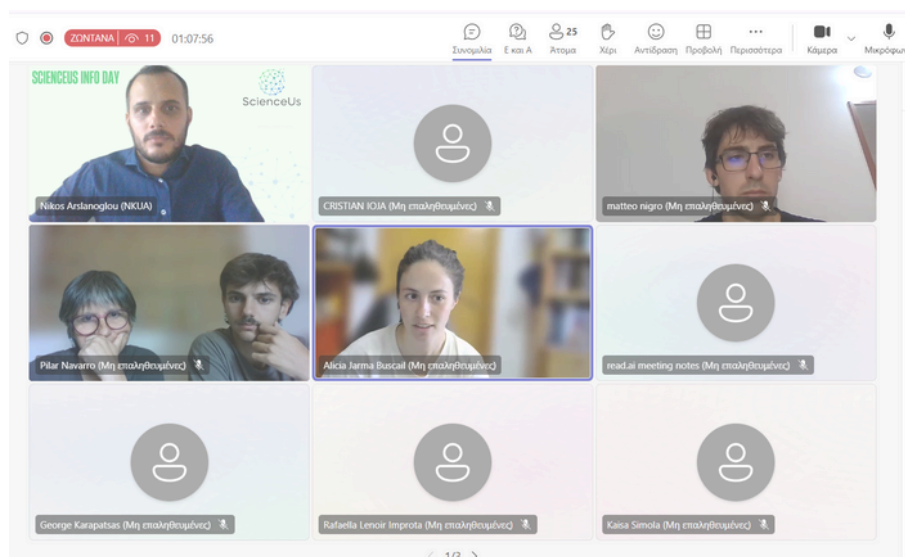 ΖΩΝΤΑΝΑ 11 01:07:56
25
Συνομιλία Ε και Α Άτομα Χέρι Αντίδραση Προβολή Περισσότερα Κάμερα Μικρόφων
SCIENCEUS INFO DAY
ScienceUs
Nikos Arslanoglou (NKUA)
CRISTIAN IOJA (Μη επαληθευμένες)
matteo nigro (Μη επαληθευμένες)
Pilar Navarro (Μη επαληθευμένες)
Alicia Jarma Buscail (Μη επαληθευμένες)
read.ai meeting notes (Μη επαληθευμένες)
George Karapatsas (Μη επαληθευμένες)
Rafaella Lenoir Improta (Μη επαληθευμένες)
Kaisa Simola (Μη επαληθευμένες)
1/3